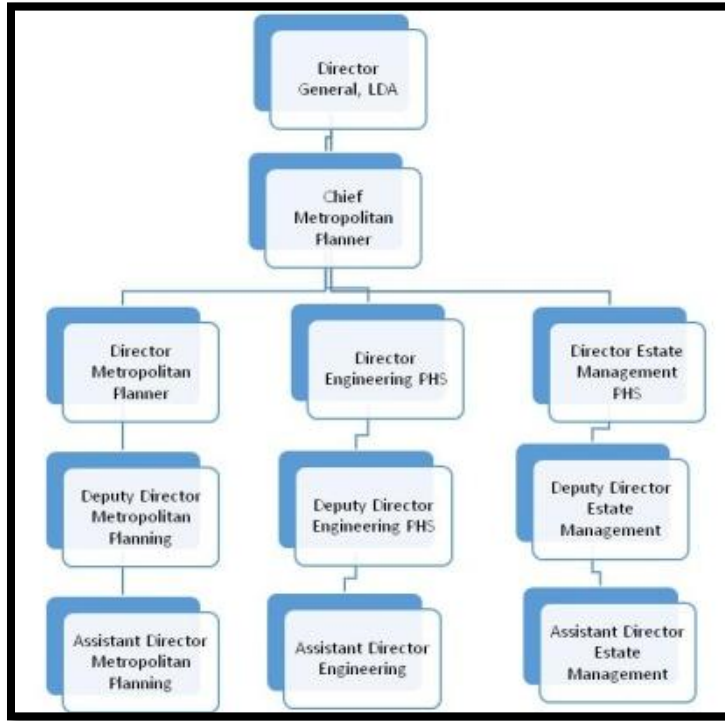 Director
General, LDA
Chief
Metropolitan
Planner
Director
Metropolitan
Planner
Director
Engineering PHS
Director Estate
Management
PHS
Deputy Director
Metropolitan
Planning
Deputy Director
Engineering PHS
Deputy Director
Estate
Management
Assistant Director
Metropolitan
Planning
Assistant Director
Engineering
Assistant Director
Estate
Management